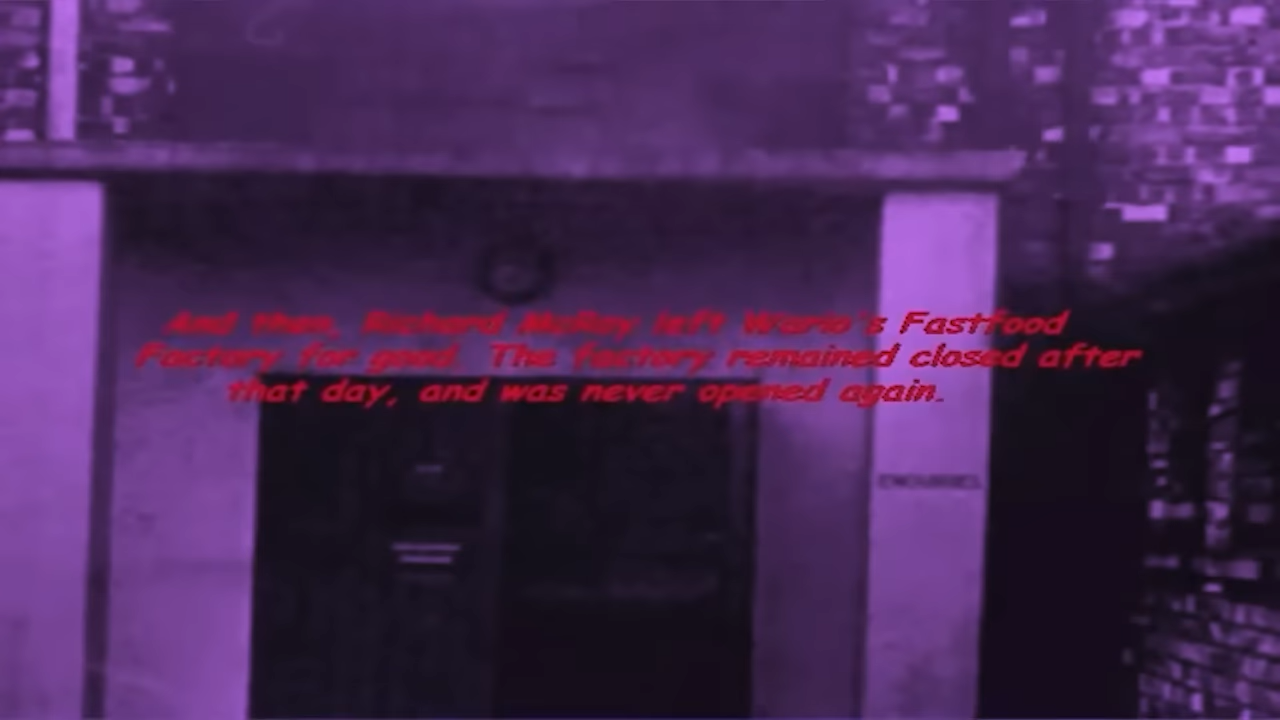 And then, Richard McRoy left Wario's Fastfood
Factory for good. The factory remained closed after
that day, and was never opened again.
ENQUIRIES